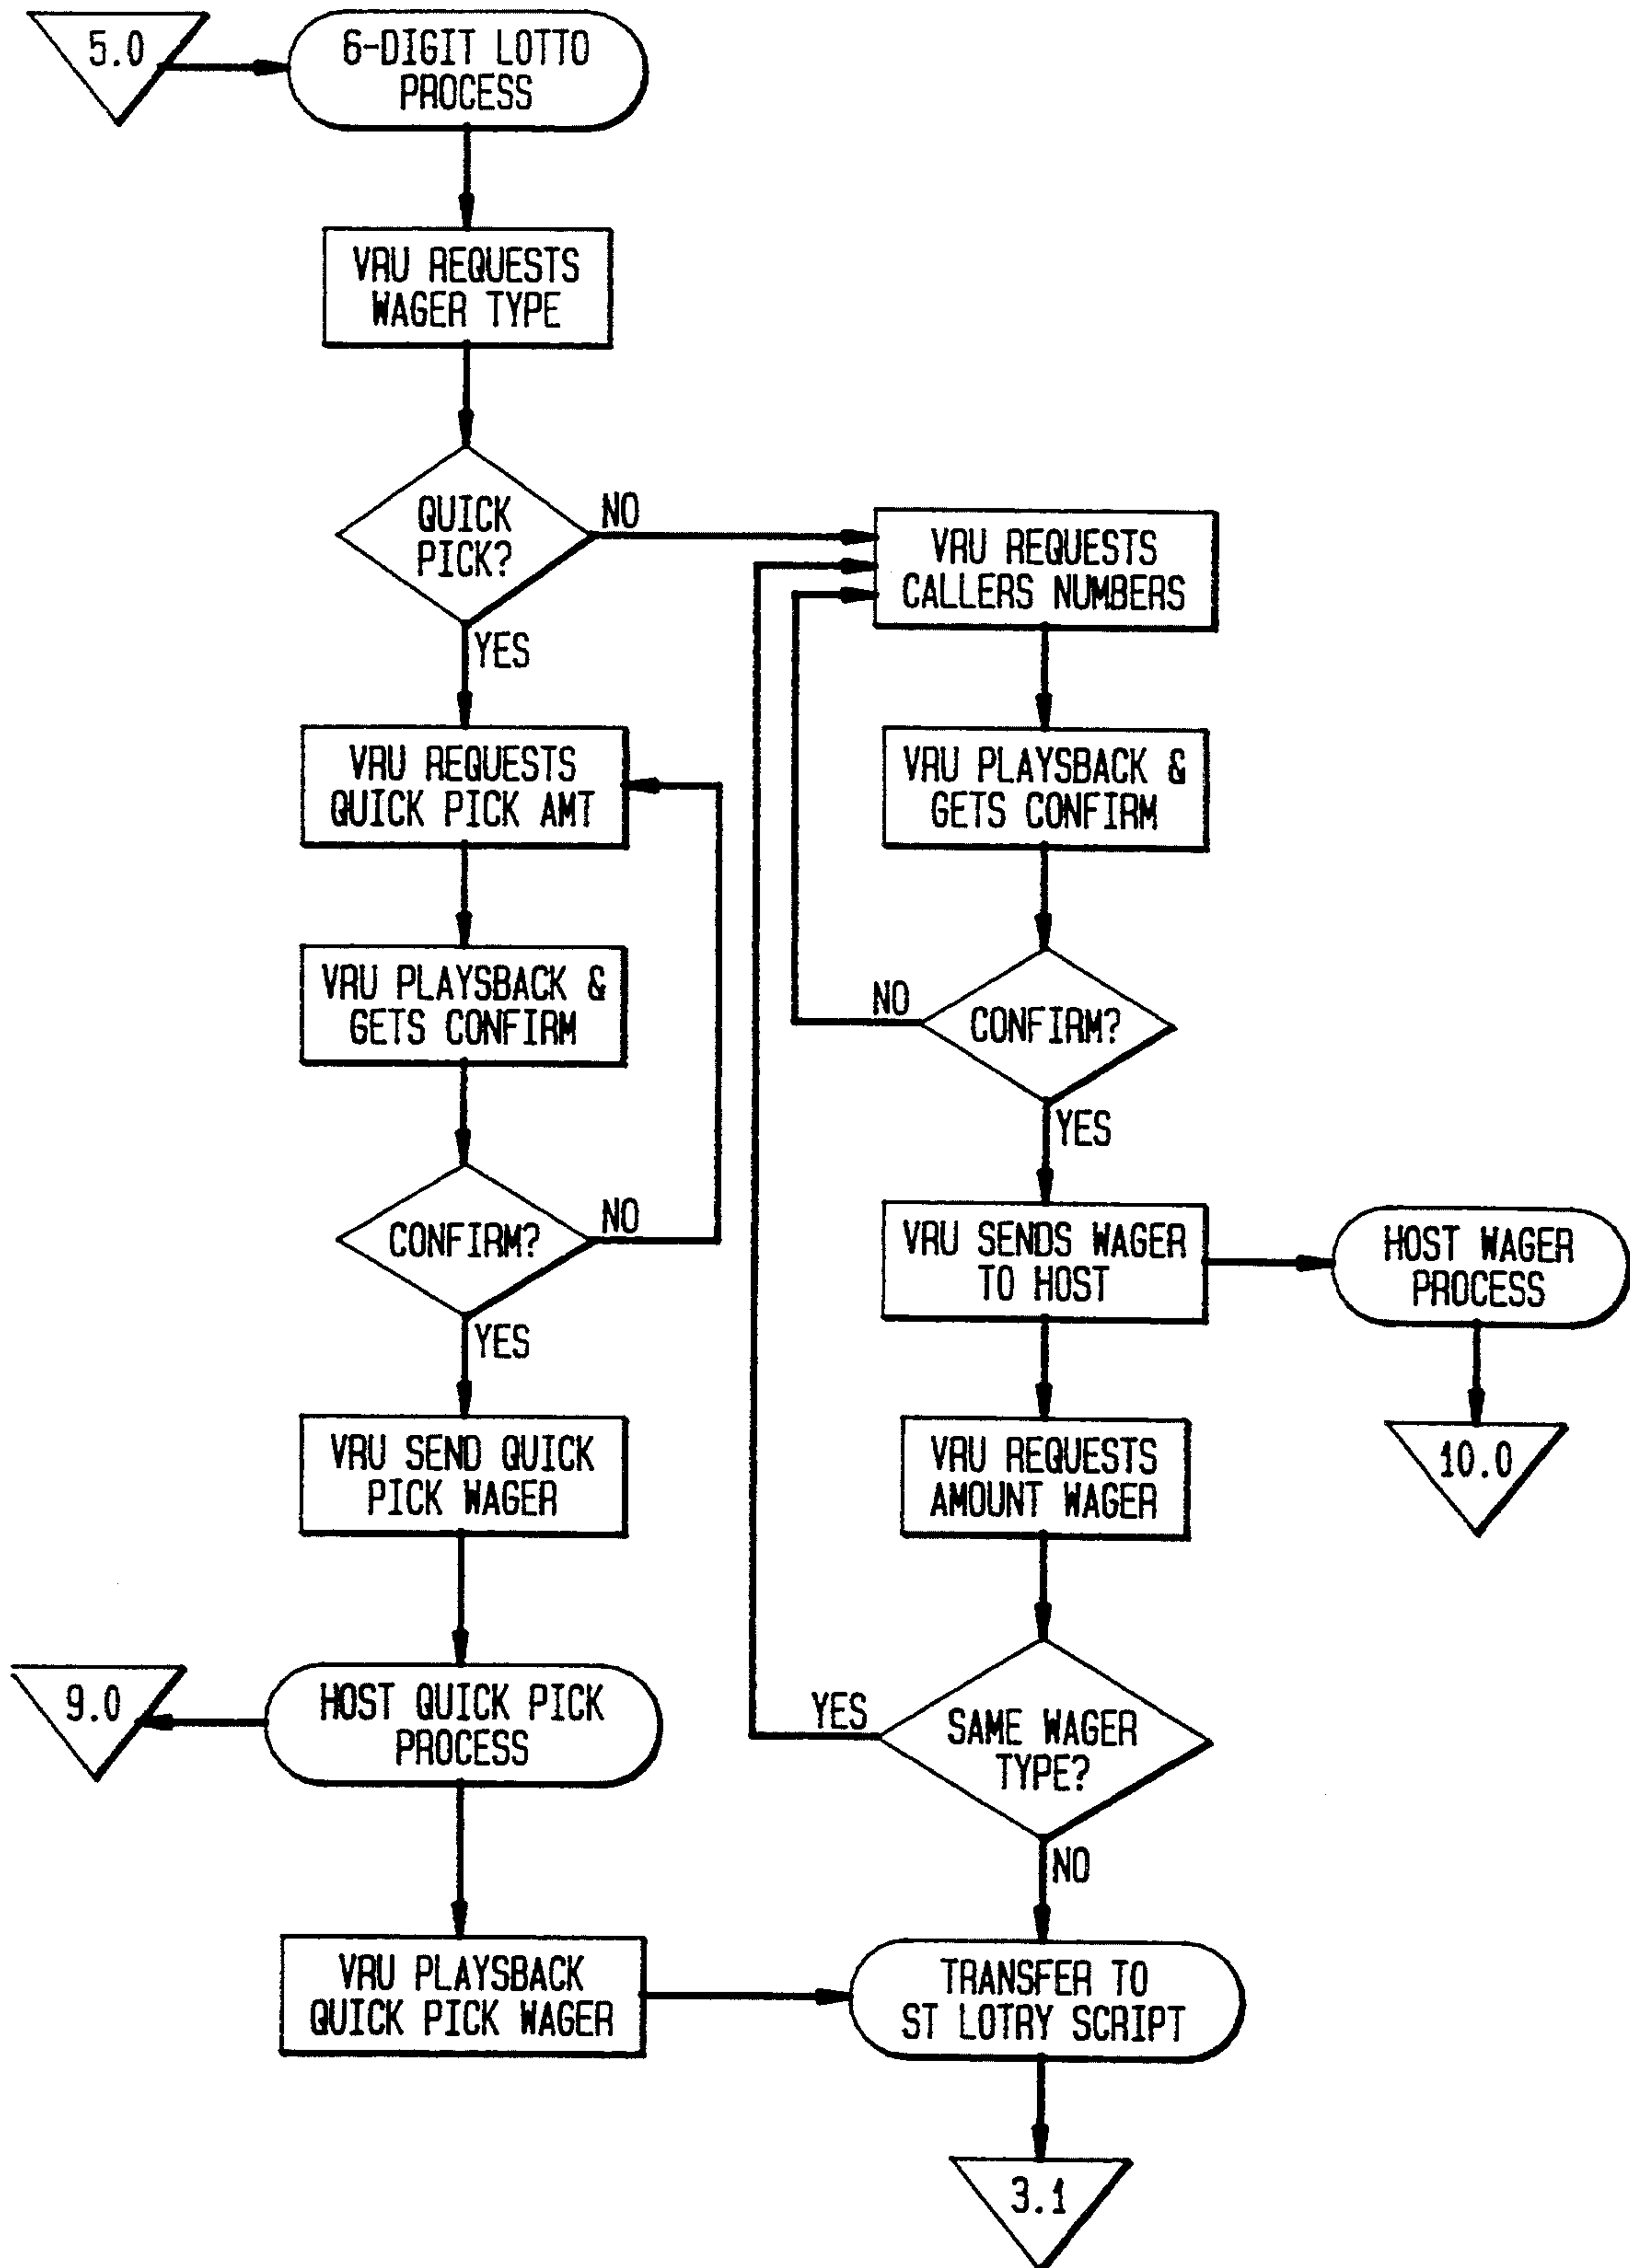 5.0
6-DIGIT LOTTO
PROCESS
VRU REQUESTS
WAGER TYPE
QUICK
PICK?
NO
YES
VRU REQUESTS
CALLERS NUMBERS
VRU REQUESTS
QUICK PICK AMT
VRU PLAYSBACK &
GETS CONFIRM
VRU PLAYSBACK &
GETS CONFIRM
NO
CONFIRM?
YES
CONFIRM?
NO
YES
VRU SENDS WAGER
TO HOST
HOST WAGER
PROCESS
10.0
VRU SEND QUICK
PICK WAGER
VRU REQUESTS
AMOUNT WAGER
9.0
HOST QUICK PICK
PROCESS
YES
SAME WAGER
TYPE?
NO
VRU PLAYSBACK
QUICK PICK WAGER
TRANSFER TO
ST LOTRY SCRIPT
3.1